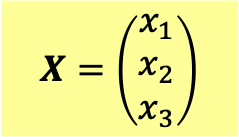 x₁
X = ( x₂ )
x₃